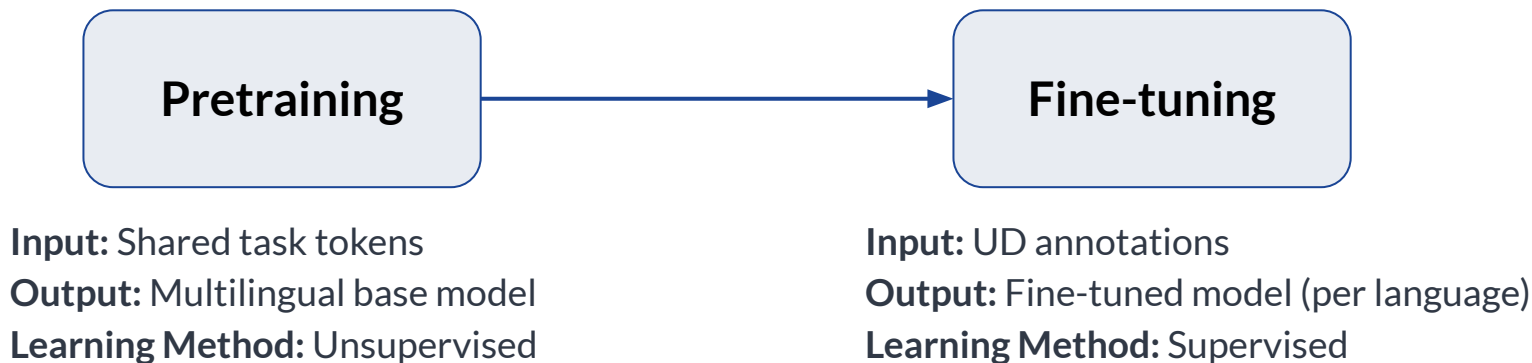 Pretraining
Fine-tuning
Input: Shared task tokens
Output: Multilingual base model
Learning Method: Unsupervised
Input: UD annotations
Output: Fine-tuned model (per language)
Learning Method: Supervised